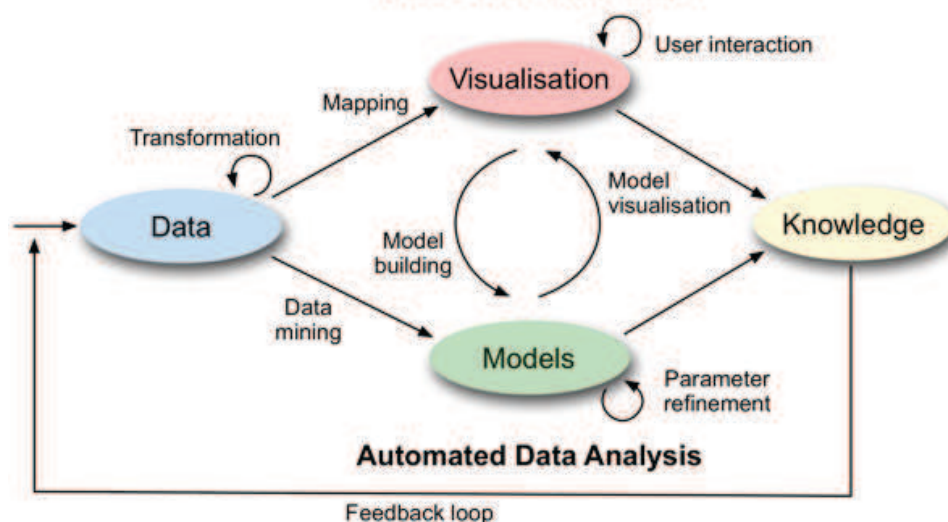 User interaction
Visualisation
Mapping
Transformation
Model
visualisation
Data
Knowledge
Model
building
Data
mining
Models
Parameter
refinement
Automated Data Analysis
Feedback loop